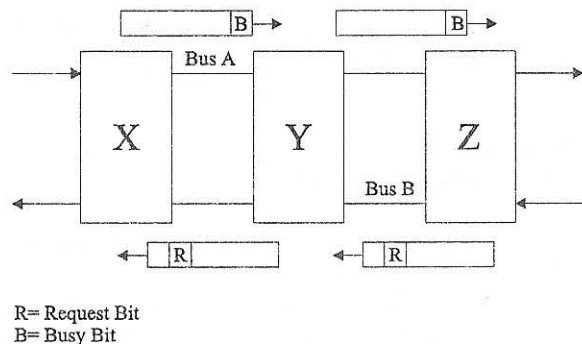 B B
Bus A
X Y Z
Bus B
R R
R= Request Bit
B= Busy Bit